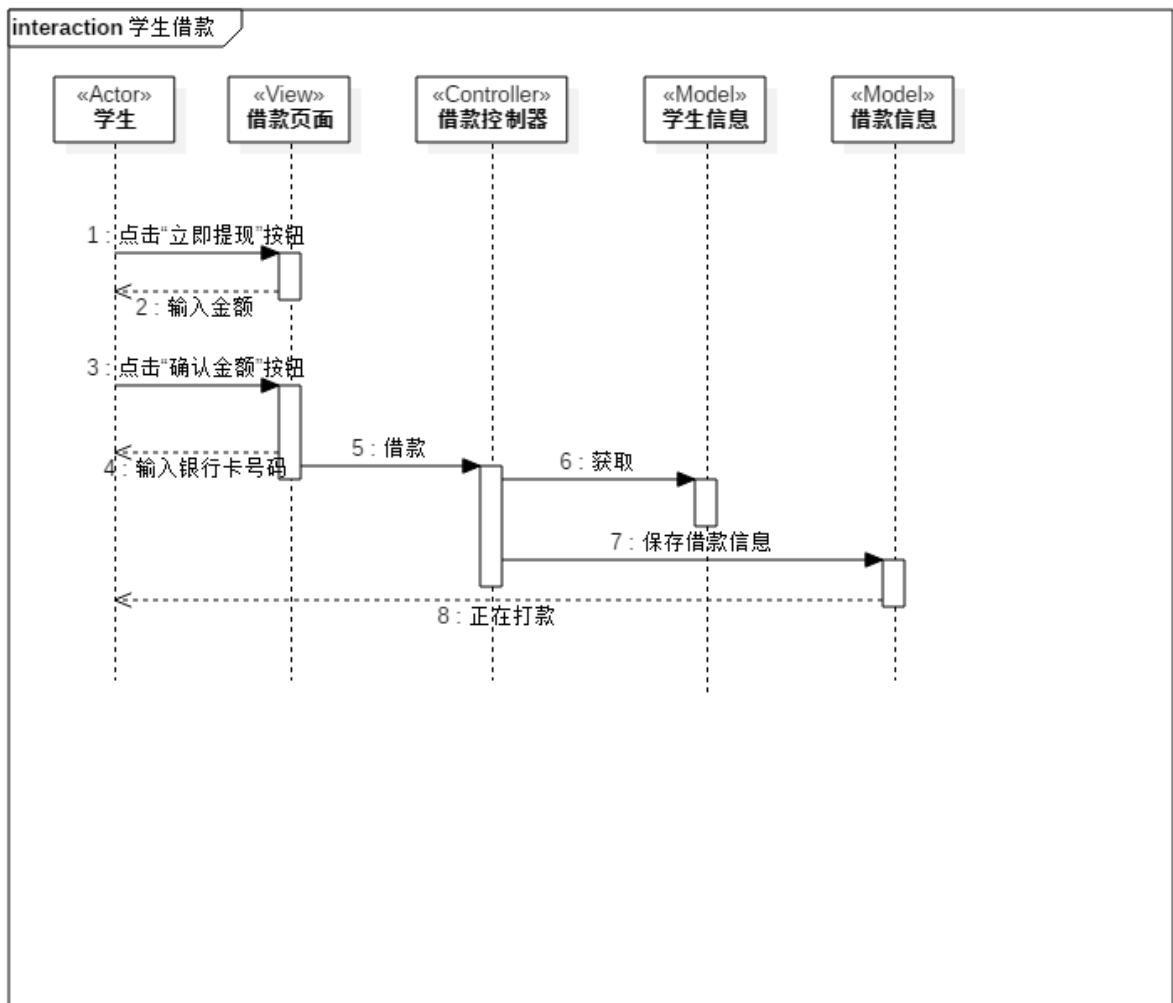 interaction 学生借款
«Actor»
学生
«View»
借款页面
«Controller»
借款控制器
«Model»
学生信息
«Model»
借款信息
1 : 点击“立即提现”按钮
2 : 输入金额
3 : 点击“确认金额”按钮
4 : 输入银行卡号码
5 : 借款
6 : 获取
7 : 保存借款信息
8 : 正在打款